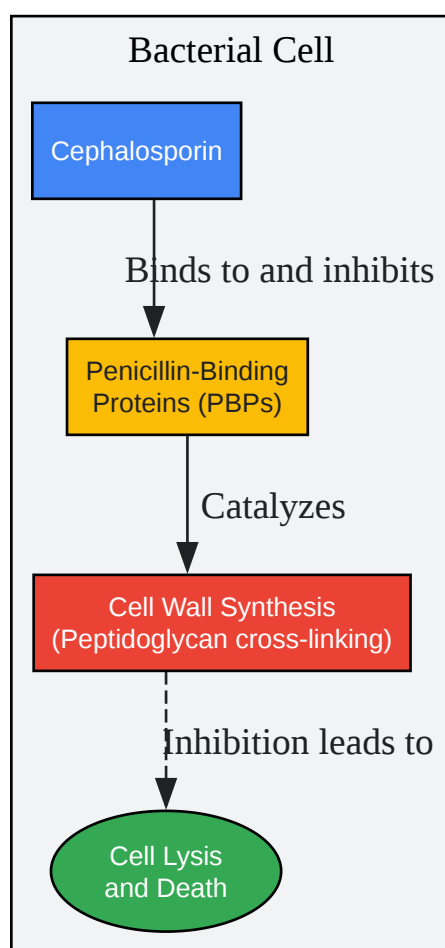 Bacterial Cell
Cephalosporin
Binds to and inhibits
Penicillin-Binding
Proteins (PBPs)
Catalyzes
Cell Wall Synthesis
(Peptidoglycan cross-linking)
Inhibition leads to
Cell Lysis
and Death